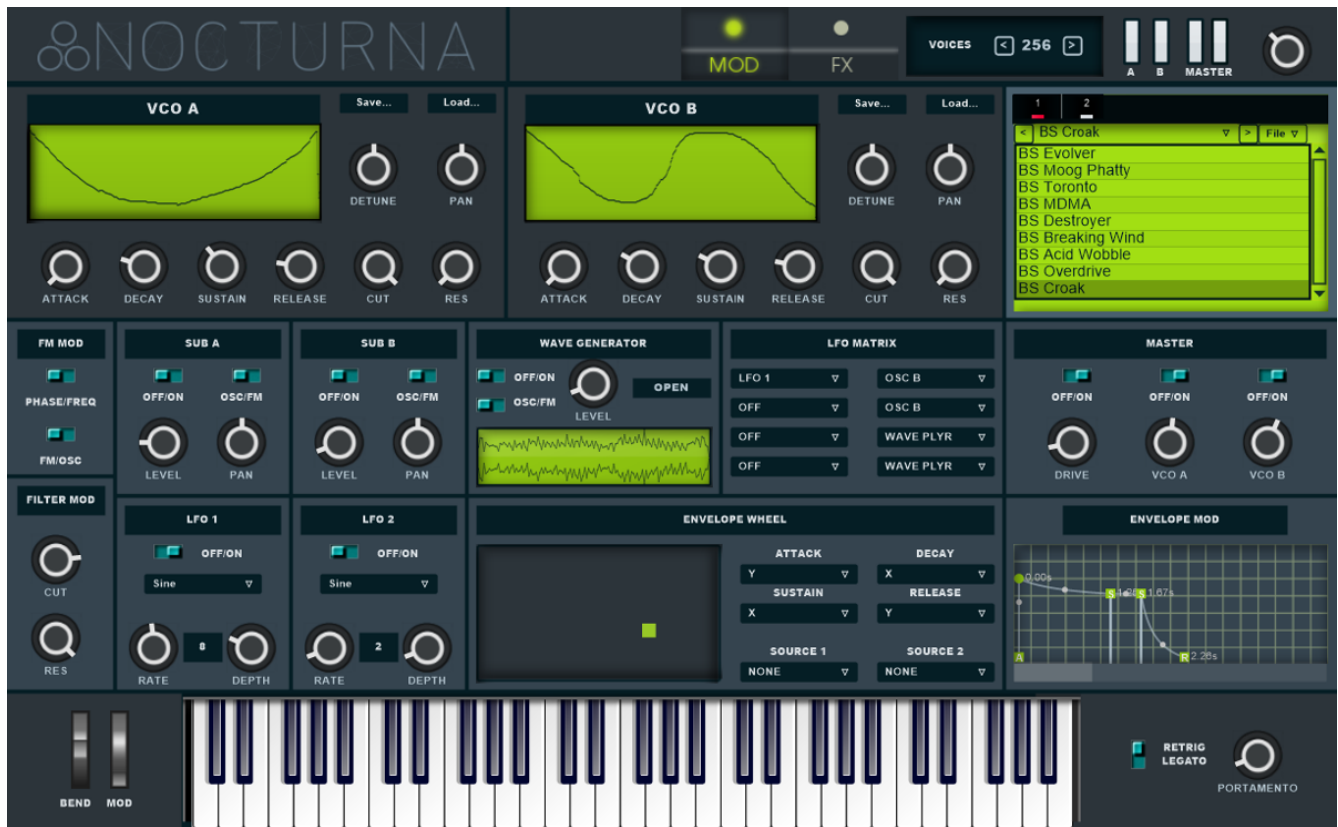 NOCTURNA
MOD
FX
VOICES < 256 >
A B MASTER
VCO A
Save...
Load...
DETUNE
PAN
ATTACK
DECAY
SUSTAIN
RELEASE
CUT
RES
VCO B
Save...
Load...
DETUNE
PAN
ATTACK
DECAY
SUSTAIN
RELEASE
CUT
RES
1 2
< BS Croak > File
BS Evolver
BS Moog Phatty
BS Toronto
BS MDMA
BS Destroyer
BS Breaking Wind
BS Acid Wobble
BS Overdrive
BS Croak
FM MOD
PHASE/FREQ
FM/OSC
SUB A
OFF/ON
OSC/FM
LEVEL
PAN
SUB B
OFF/ON
OSC/FM
LEVEL
PAN
WAVE GENERATOR
OFF/ON
OSC/FM
LEVEL
OPEN
LFO MATRIX
LFO 1
OSC B
OFF
OSC B
OFF
WAVE PLYR
OFF
WAVE PLYR
MASTER
OFF/ON
OFF/ON
OFF/ON
DRIVE
VCO A
VCO B
FILTER MOD
CUT
RES
LFO 1
OFF/ON
Sine
8
RATE
DEPTH
LFO 2
OFF/ON
Sine
2
RATE
DEPTH
ENVELOPE WHEEL
ATTACK
DECAY
Y
X
SUSTAIN
RELEASE
X
Y
SOURCE 1
SOURCE 2
NONE
NONE
ENVELOPE MOD
0.00s
S
S 1.67s
A
R 2.26s
BEND
MOD
RETRIG
LEGATO
PORTAMENTO